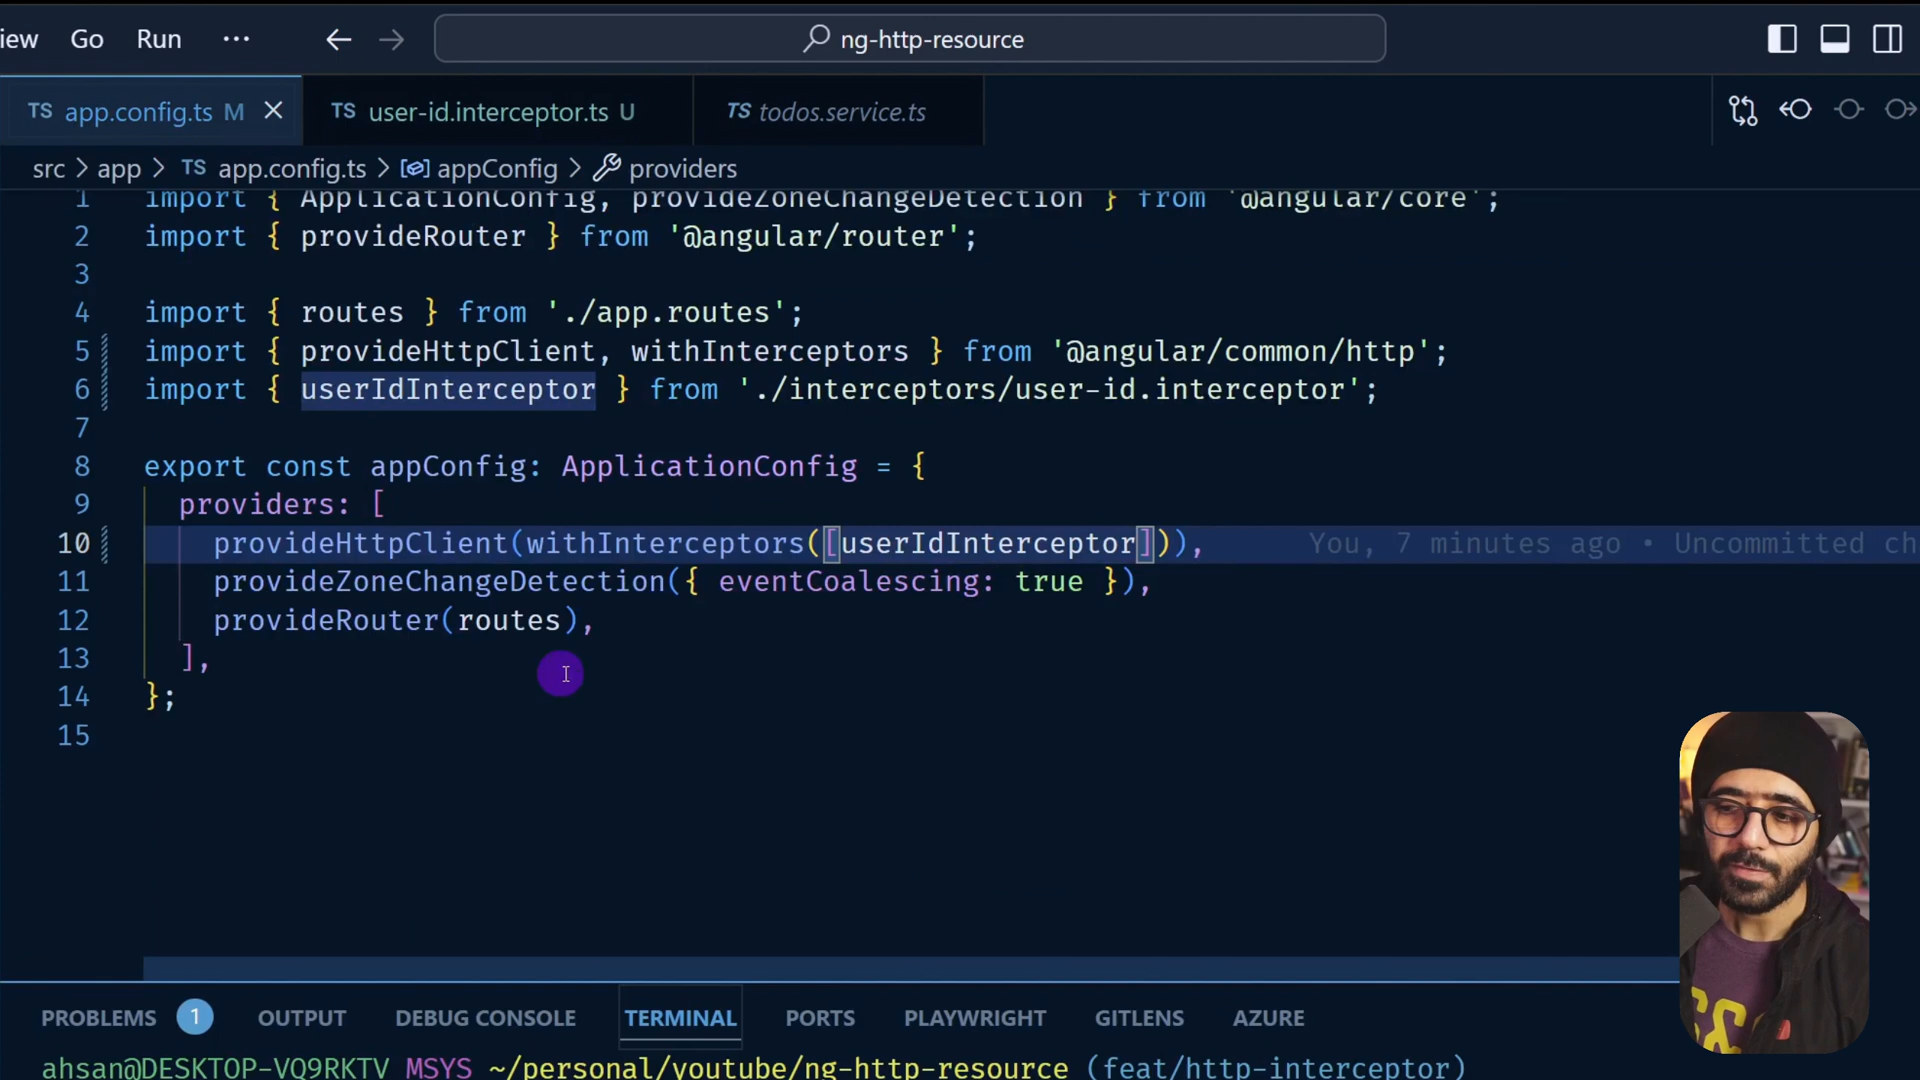 iew Go Run ··· ng-http-resource
TS app.config.ts M TS user-id.interceptor.ts U TS todos.service.ts
src > app > TS app.config.ts > appConfig > providers
1 import { ApplicationConfig, provideZoneChangeDetection } from '@angular/core';
2 import { provideRouter } from '@angular/router';
3
4 import { routes } from './app.routes';
5 import { provideHttpClient, withInterceptors } from '@angular/common/http';
6 import { userIdInterceptor } from './interceptors/user-id.interceptor';
7
8 export const appConfig: ApplicationConfig = {
9 providers: [
10 provideHttpClient(withInterceptors([userIdInterceptor])), You, 7 minutes ago • Uncommitted ch
11 provideZoneChangeDetection({ eventCoalescing: true }),
12 provideRouter(routes),
13 ],
14 };
15
PROBLEMS 1 OUTPUT DEBUG CONSOLE TERMINAL PORTS PLAYWRIGHT GITLENS AZURE
ahsan@DESKTOP-VQ9RKTV MSYS ~/personal/youtube/ng-http-resource (feat/http-interceptor)